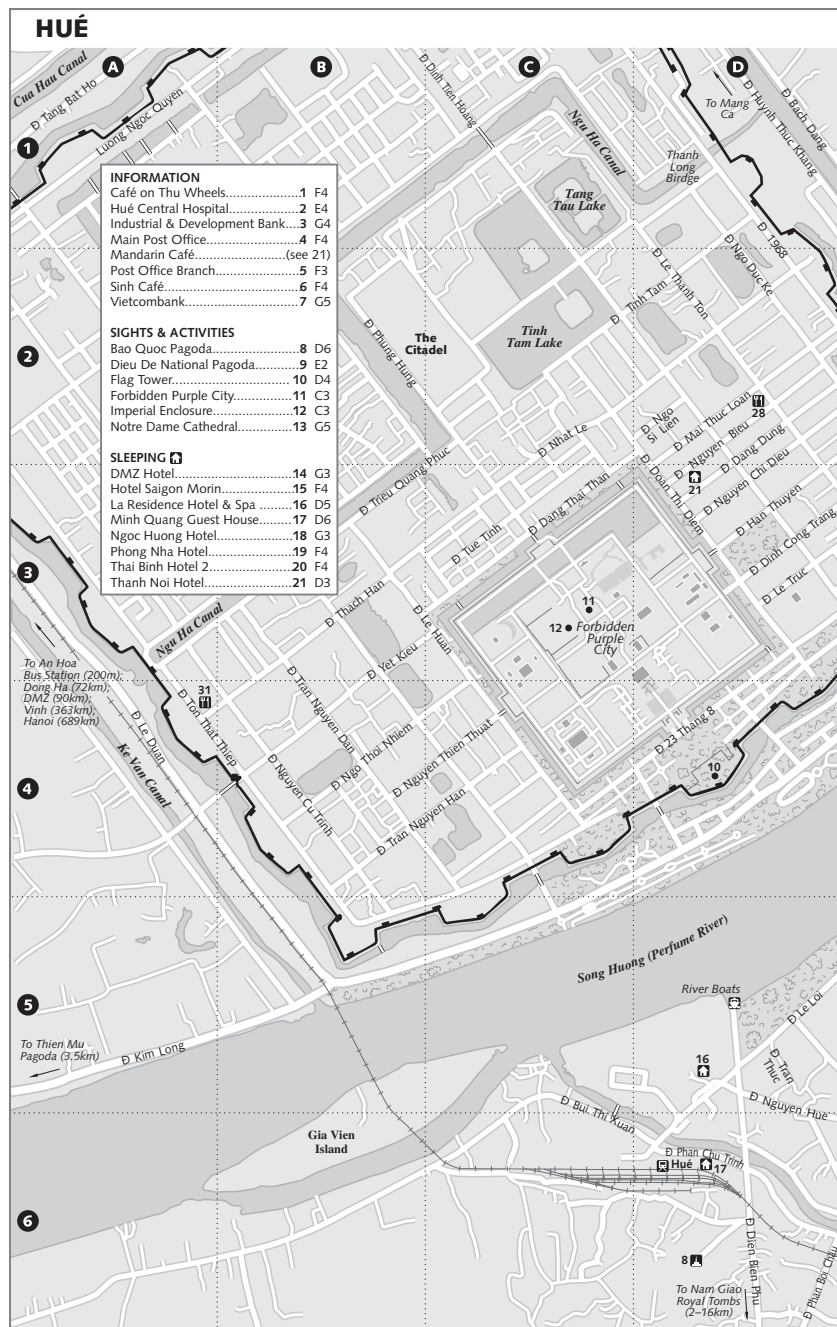 HUÉ
A
B
C
D
1
2
3
4
5
6
INFORMATION
Café on Thu Wheels..................1 F4
Hué Central Hospital.................2 E4
Industrial & Development Bank....3 G4
Main Post Office......................4 F4
Mandarin Café.....................(see 21)
Post Office Branch...................5 F3
Sinh Café.............................6 F4
Vietcombank..........................7 G5
SIGHTS & ACTIVITIES
Bao Quoc Pagoda.....................8 D6
Dieu De National Pagoda............9 E2
Flag Tower............................10 D4
Forbidden Purple City................11 C3
Imperial Enclosure....................12 C3
Notre Dame Cathedral...............13 G5
SLEEPING
DMZ Hotel............................14 G3
Hotel Saigon Morin...................15 F4
La Residence Hotel & Spa ..........16 D5
Minh Quang Guest House...........17 D6
Ngoc Huong Hotel...................18 G3
Phong Nha Hotel.....................19 F4
Thai Binh Hotel 2....................20 F4
Thanh Noi Hotel.....................21 D3
Cua Hau Canal
Đ Tang Bat Ho
Luong Ngoc Quyen
Đ Dinh Tien Hoang
Ngu Ha Canal
To Mang
Ca
Đ Huynh Thuc Khang
Đ Bach Dang
Thanh
Long
Birdge
Tang
Tau Lake
Đ 1968
Đ Ngo Duc Ke
Đ Le Thanh Ton
Đ Tinh Tam
Tinh
Tam Lake
The
Citadel
Đ Phung Hung
Đ Nhat Le
Đ Ngo
Si Lien
Đ Mai Thuc Loan
28
Đ Nguyen Bieu
Đ Dang Dung
21
Đ Nguyen Chi Dieu
Đ Doan Thi Diem
Đ Han Thuyen
Đ Dinh Cong Trang
Đ Le Truc
Đ Trieu Quang Phuc
Đ Dang Thai Than
Đ Tue Tinh
Đ Thach Han
Đ Le Huan
Đ Yet Kieu
Ngu Ha Canal
11
12
Forbidden
Purple
City
To An Hoa
Bus Station (200m);
Dong Ha (72km);
DMZ (90km);
Vinh (363km);
Hanoi (689km)
31
Đ Ton That Thiep
Đ Le Duan
Ke Van Canal
Đ Tran Nguyen Dan
Đ Ngo Thoi Nhiem
Đ Nguyen Cu Trinh
Đ Nguyen Thien Thuat
Đ Tran Nguyen Han
Đ 23 Thang 8
10
Song Huong (Perfume River)
River Boats
Đ Le Loi
16
Đ Tran
Thuc
Đ Nguyen Hue
To Thien Mu
Pagoda (3.5km)
Đ Kim Long
Đ Bui Thi Xuan
Gia Vien
Island
Đ Phan Chu Trinh
Hué
17
8
Đ Dien Bien Phu
Đ Phan Boi Chau
To Nam Giao
Royal Tombs
(2–16km)